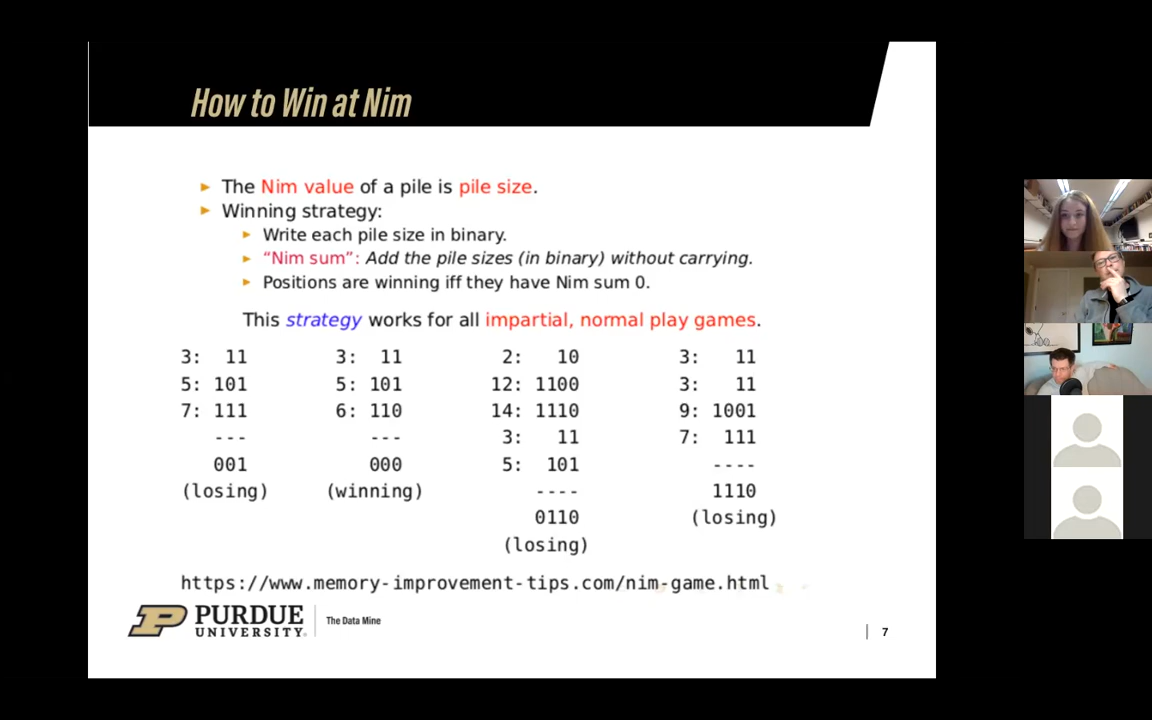 How to Win at Nim
► The Nim value of a pile is pile size.
► Winning strategy:
► Write each pile size in binary.
► “Nim sum”: Add the pile sizes (in binary) without carrying.
► Positions are winning iff they have Nim sum 0.
This strategy works for all impartial, normal play games.
3: 11
5: 101
7: 111
---
001
(losing)
3: 11
5: 101
6: 110
---
000
(winning)
2: 10
12: 1100
14: 1110
3: 11
5: 101
----
0110
(losing)
3: 11
3: 11
9: 1001
7: 111
----
1110
(losing)
https://www.memory-improvement-tips.com/nim-game.html
P PURDUE
UNIVERSITY®
The Data Mine
7